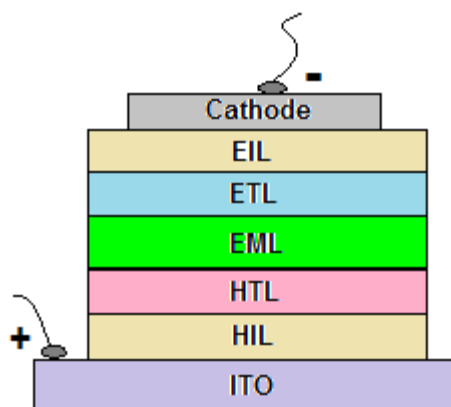 -
Cathode
EIL
ETL
EML
HTL
+
HIL
ITO